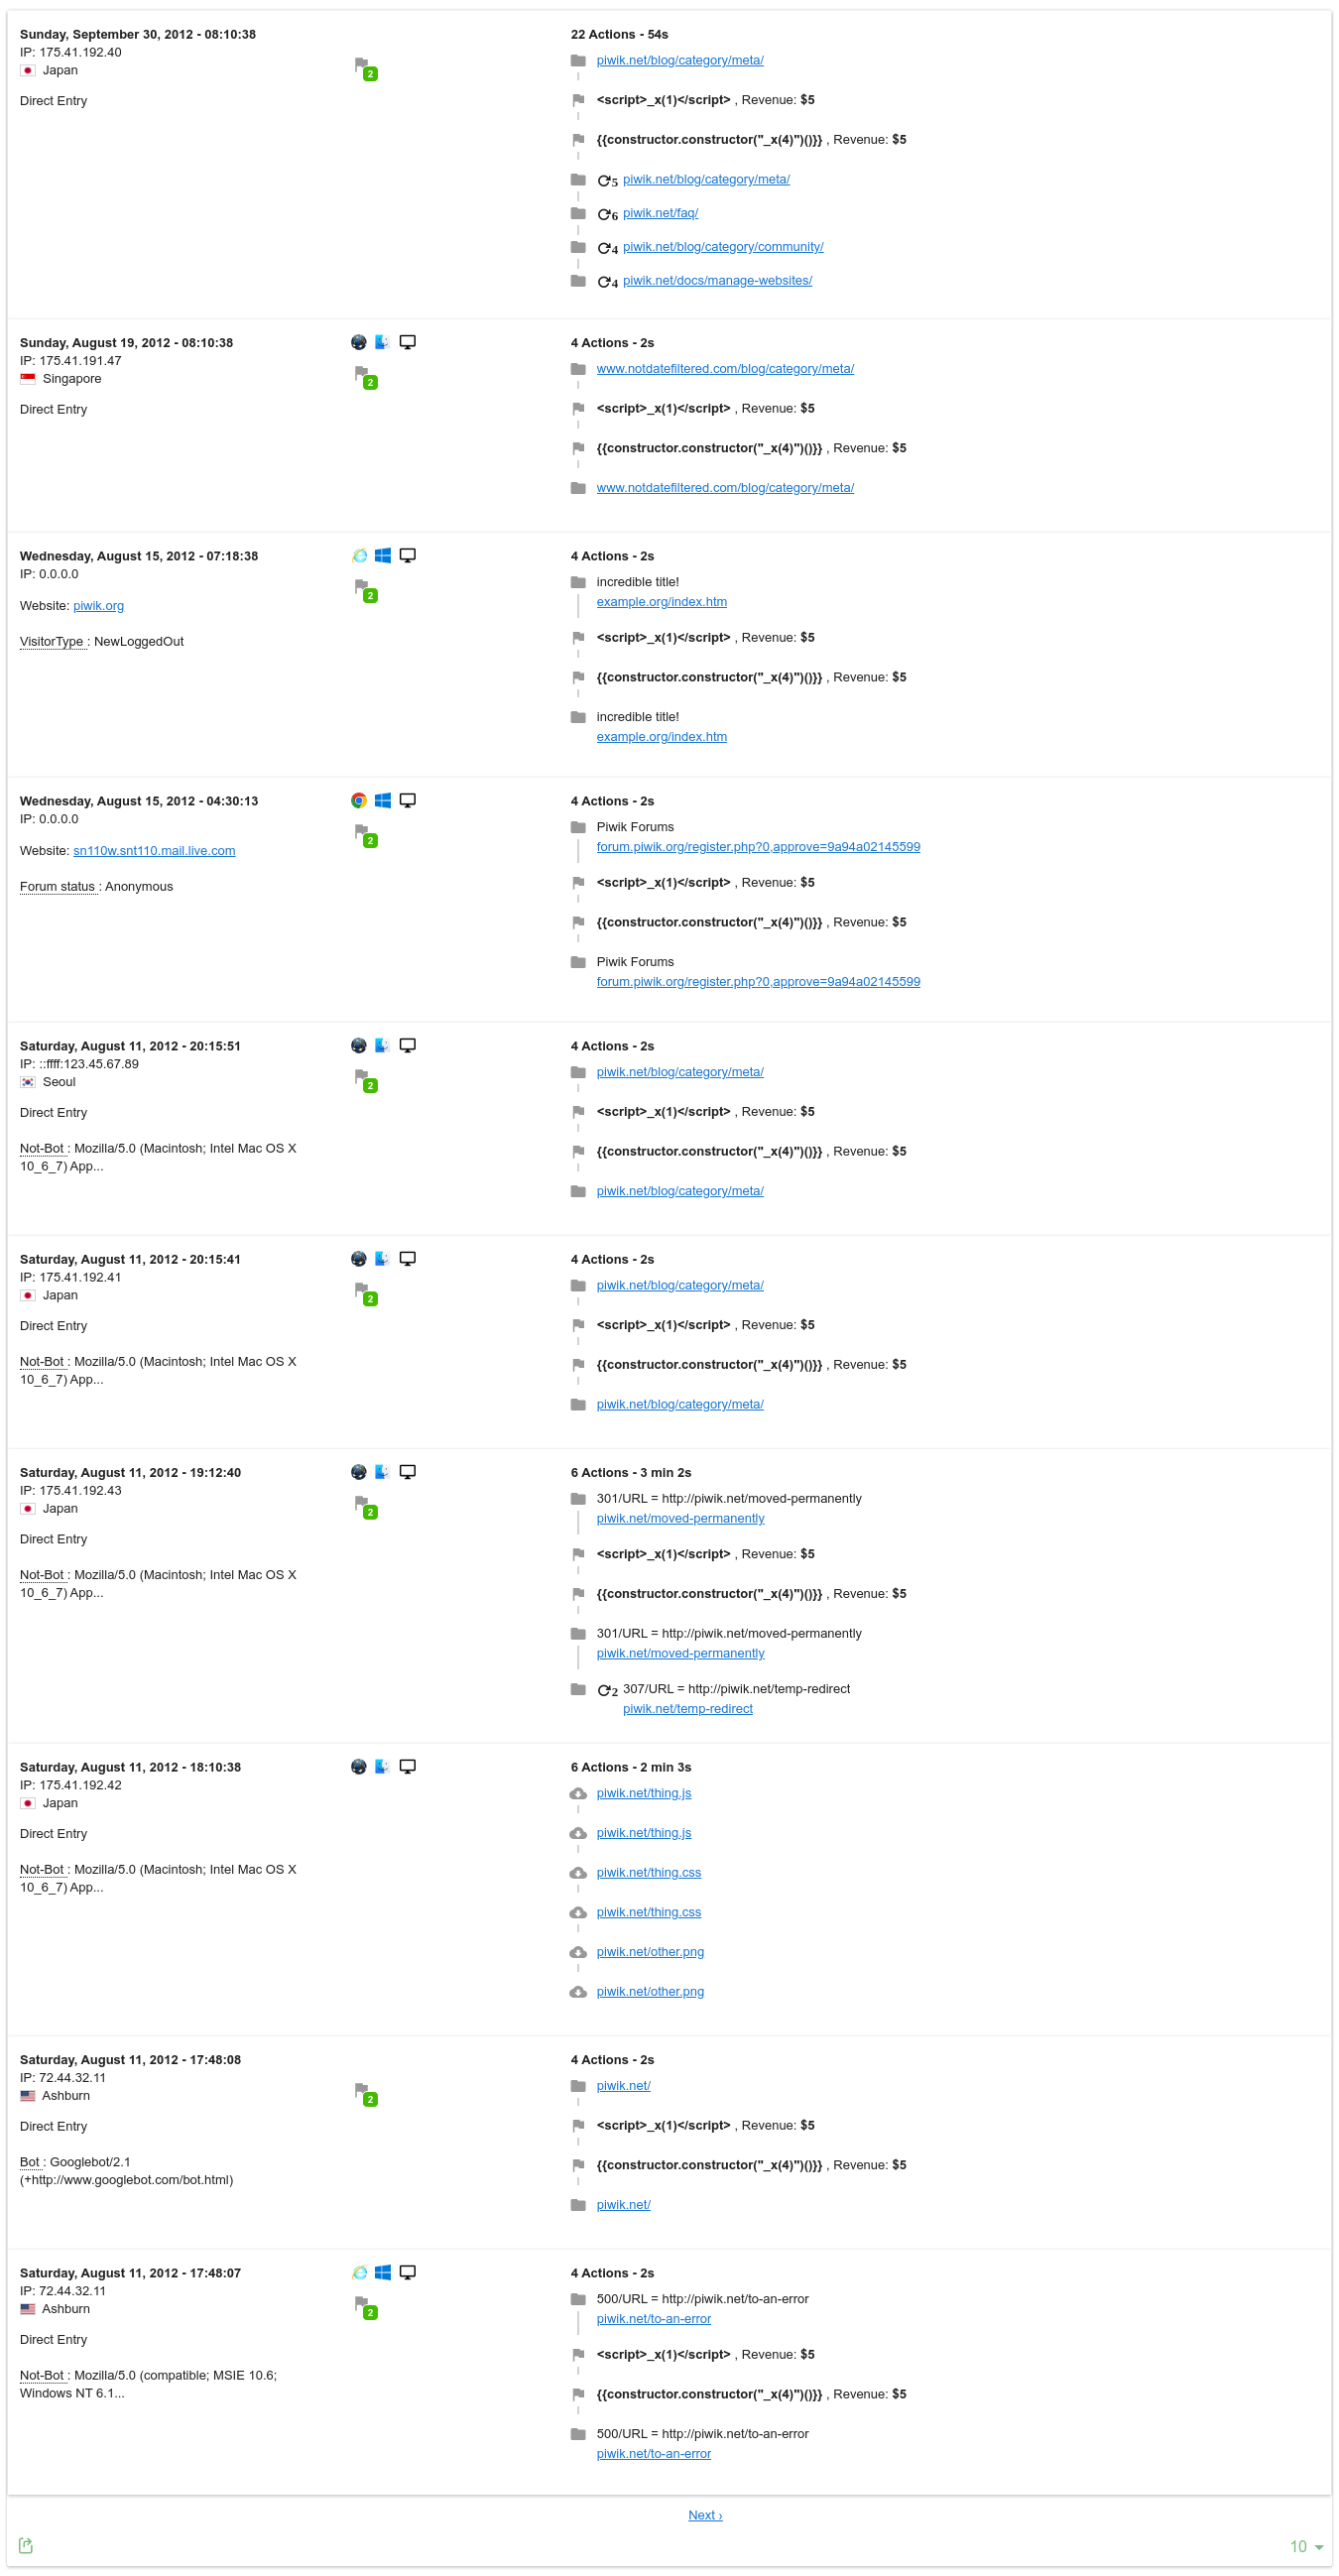 Sunday, September 30, 2012 - 08:10:38
IP: 175.41.192.40
Japan
Direct Entry
2
22 Actions - 54s
piwik.net/blog/category/meta/
<script>_x(1)</script> , Revenue: $5
{{constructor.constructor("_x(4)")()}} , Revenue: $5
5 piwik.net/blog/category/meta/
6 piwik.net/faq/
4 piwik.net/blog/category/community/
4 piwik.net/docs/manage-websites/
Sunday, August 19, 2012 - 08:10:38
IP: 175.41.191.47
Singapore
Direct Entry
2
4 Actions - 2s
www.notdatefiltered.com/blog/category/meta/
<script>_x(1)</script> , Revenue: $5
{{constructor.constructor("_x(4)")()}} , Revenue: $5
www.notdatefiltered.com/blog/category/meta/
Wednesday, August 15, 2012 - 07:18:38
IP: 0.0.0.0
Website: piwik.org
VisitorType : NewLoggedOut
2
4 Actions - 2s
incredible title!
example.org/index.htm
<script>_x(1)</script> , Revenue: $5
{{constructor.constructor("_x(4)")()}} , Revenue: $5
incredible title!
example.org/index.htm
Wednesday, August 15, 2012 - 04:30:13
IP: 0.0.0.0
Website: sn110w.snt110.mail.live.com
Forum status : Anonymous
2
4 Actions - 2s
Piwik Forums
forum.piwik.org/register.php?0,approve=9a94a02145599
<script>_x(1)</script> , Revenue: $5
{{constructor.constructor("_x(4)")()}} , Revenue: $5
Piwik Forums
forum.piwik.org/register.php?0,approve=9a94a02145599
Saturday, August 11, 2012 - 20:15:51
IP: ::ffff:123.45.67.89
Seoul
Direct Entry
Not-Bot : Mozilla/5.0 (Macintosh; Intel Mac OS X
10_6_7) App...
2
4 Actions - 2s
piwik.net/blog/category/meta/
<script>_x(1)</script> , Revenue: $5
{{constructor.constructor("_x(4)")()}} , Revenue: $5
piwik.net/blog/category/meta/
Saturday, August 11, 2012 - 20:15:41
IP: 175.41.192.41
Japan
Direct Entry
Not-Bot : Mozilla/5.0 (Macintosh; Intel Mac OS X
10_6_7) App...
2
4 Actions - 2s
piwik.net/blog/category/meta/
<script>_x(1)</script> , Revenue: $5
{{constructor.constructor("_x(4)")()}} , Revenue: $5
piwik.net/blog/category/meta/
Saturday, August 11, 2012 - 19:12:40
IP: 175.41.192.43
Japan
Direct Entry
Not-Bot : Mozilla/5.0 (Macintosh; Intel Mac OS X
10_6_7) App...
2
6 Actions - 3 min 2s
301/URL = http://piwik.net/moved-permanently
piwik.net/moved-permanently
<script>_x(1)</script> , Revenue: $5
{{constructor.constructor("_x(4)")()}} , Revenue: $5
301/URL = http://piwik.net/moved-permanently
piwik.net/moved-permanently
2 307/URL = http://piwik.net/temp-redirect
piwik.net/temp-redirect
Saturday, August 11, 2012 - 18:10:38
IP: 175.41.192.42
Japan
Direct Entry
Not-Bot : Mozilla/5.0 (Macintosh; Intel Mac OS X
10_6_7) App...
6 Actions - 2 min 3s
piwik.net/thing.js
piwik.net/thing.js
piwik.net/thing.css
piwik.net/thing.css
piwik.net/other.png
piwik.net/other.png
Saturday, August 11, 2012 - 17:48:08
IP: 72.44.32.11
Ashburn
Direct Entry
Bot : Googlebot/2.1
(+http://www.googlebot.com/bot.html)
2
4 Actions - 2s
piwik.net/
<script>_x(1)</script> , Revenue: $5
{{constructor.constructor("_x(4)")()}} , Revenue: $5
piwik.net/
Saturday, August 11, 2012 - 17:48:07
IP: 72.44.32.11
Ashburn
Direct Entry
Not-Bot : Mozilla/5.0 (compatible; MSIE 10.6;
Windows NT 6.1...
2
4 Actions - 2s
500/URL = http://piwik.net/to-an-error
piwik.net/to-an-error
<script>_x(1)</script> , Revenue: $5
{{constructor.constructor("_x(4)")()}} , Revenue: $5
500/URL = http://piwik.net/to-an-error
piwik.net/to-an-error
Next ›
10